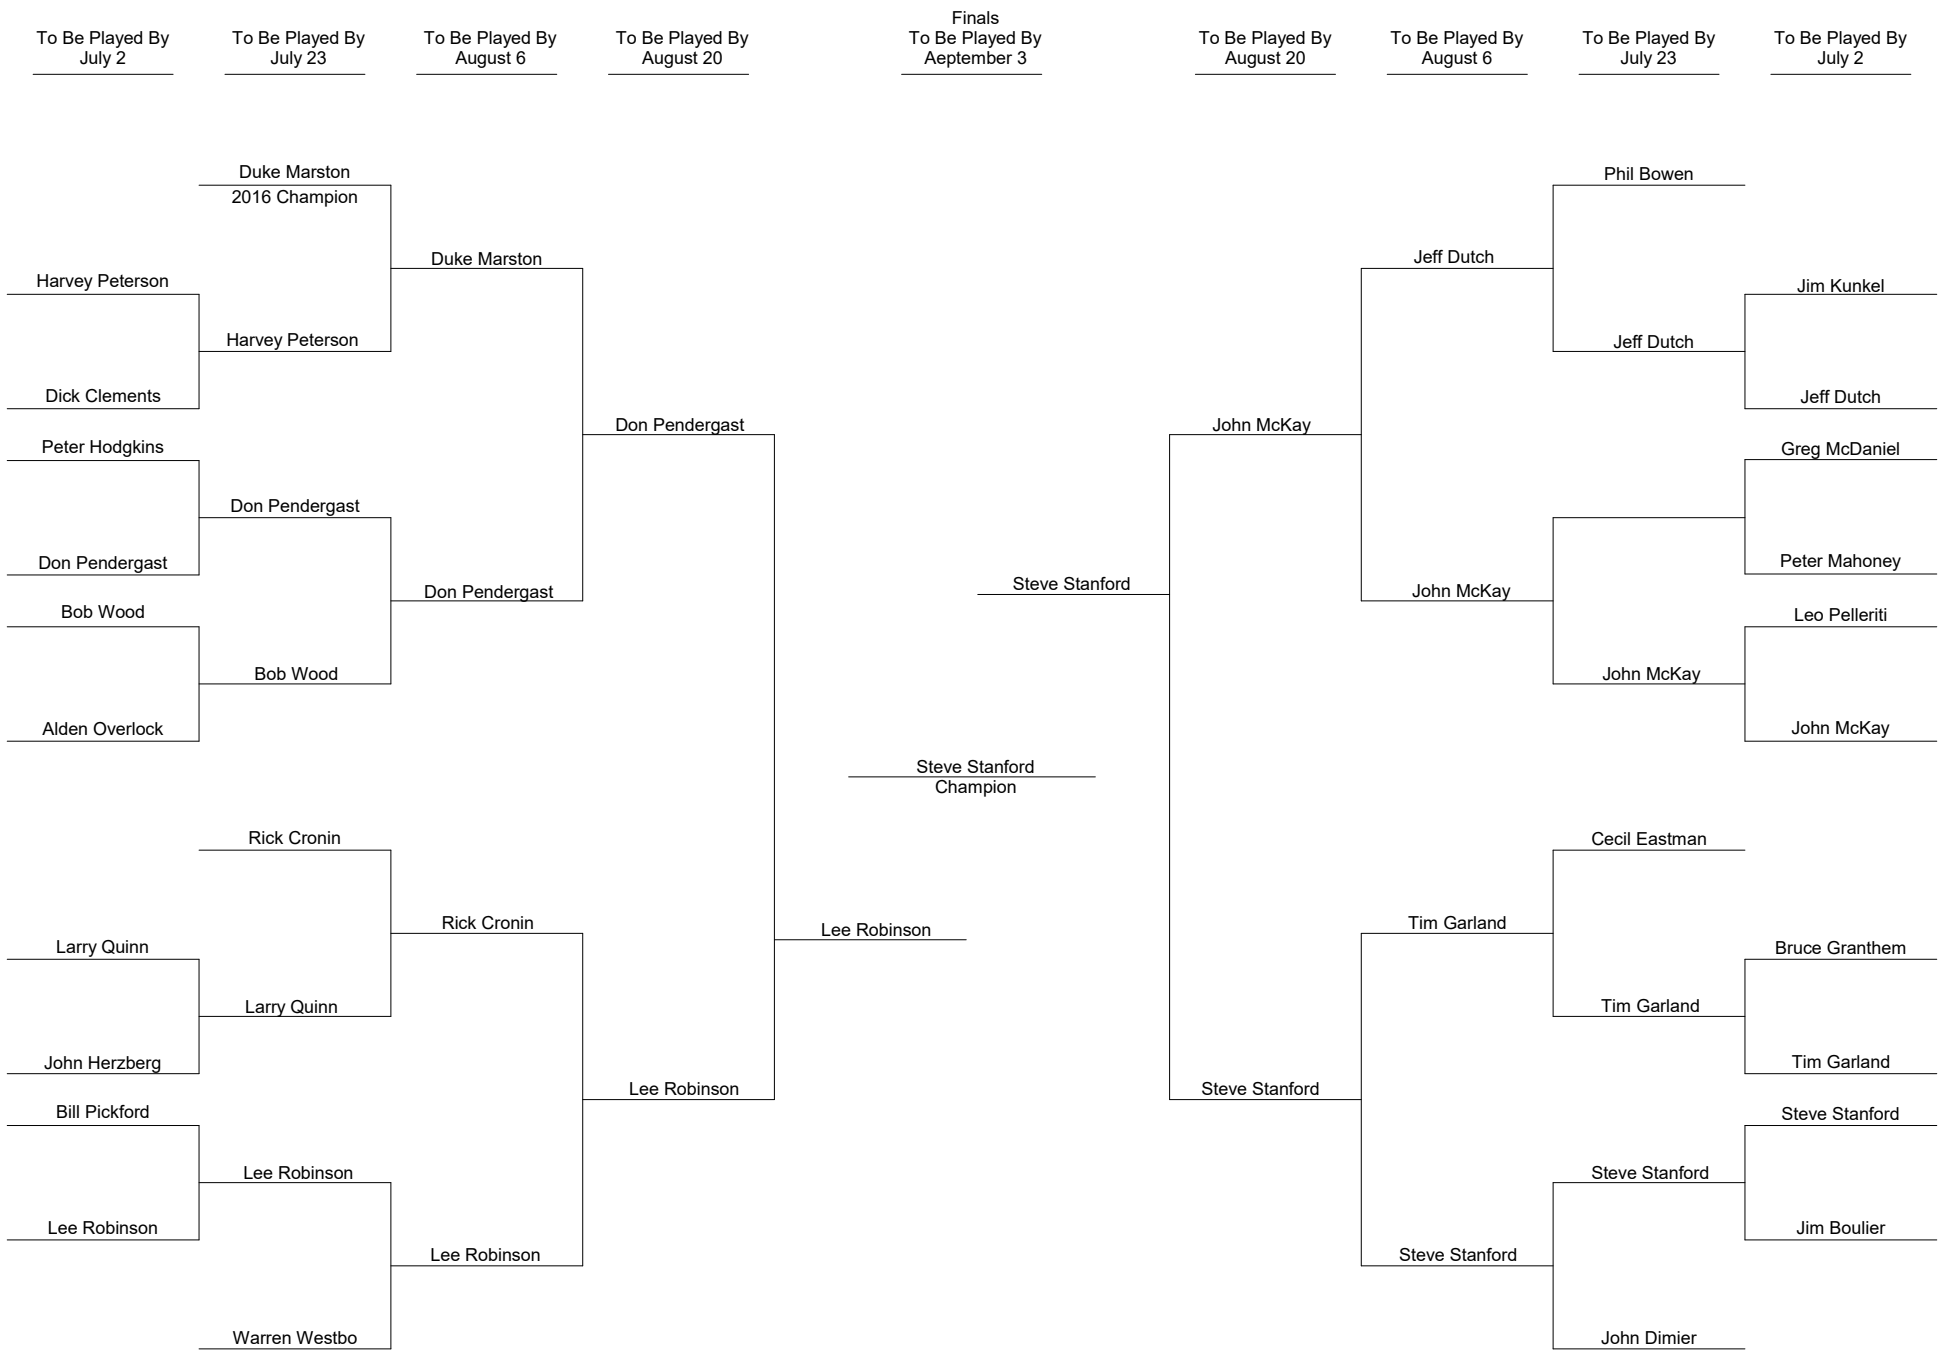 Finals
To Be Played By
July 2
To Be Played By
July 23
To Be Played By
August 6
To Be Played By
August 20
To Be Played By
Aeptember 3
To Be Played By
August 20
To Be Played By
August 6
To Be Played By
July 23
To Be Played By
July 2
Harvey Peterson
Dick Clements
Peter Hodgkins
Don Pendergast
Bob Wood
Alden Overlock
Larry Quinn
John Herzberg
Bill Pickford
Lee Robinson
Duke Marston
2016 Champion
Harvey Peterson
Don Pendergast
Bob Wood
Rick Cronin
Larry Quinn
Lee Robinson
Warren Westbo
Duke Marston
Don Pendergast
Rick Cronin
Lee Robinson
Don Pendergast
Lee Robinson
Lee Robinson
Steve Stanford
Champion
Steve Stanford
John McKay
Steve Stanford
Jeff Dutch
John McKay
Tim Garland
Steve Stanford
Phil Bowen
Jeff Dutch
John McKay
Cecil Eastman
Tim Garland
Steve Stanford
John Dimier
Jim Kunkel
Jeff Dutch
Greg McDaniel
Peter Mahoney
Leo Pelleriti
John McKay
Bruce Granthem
Tim Garland
Steve Stanford
Jim Boulier